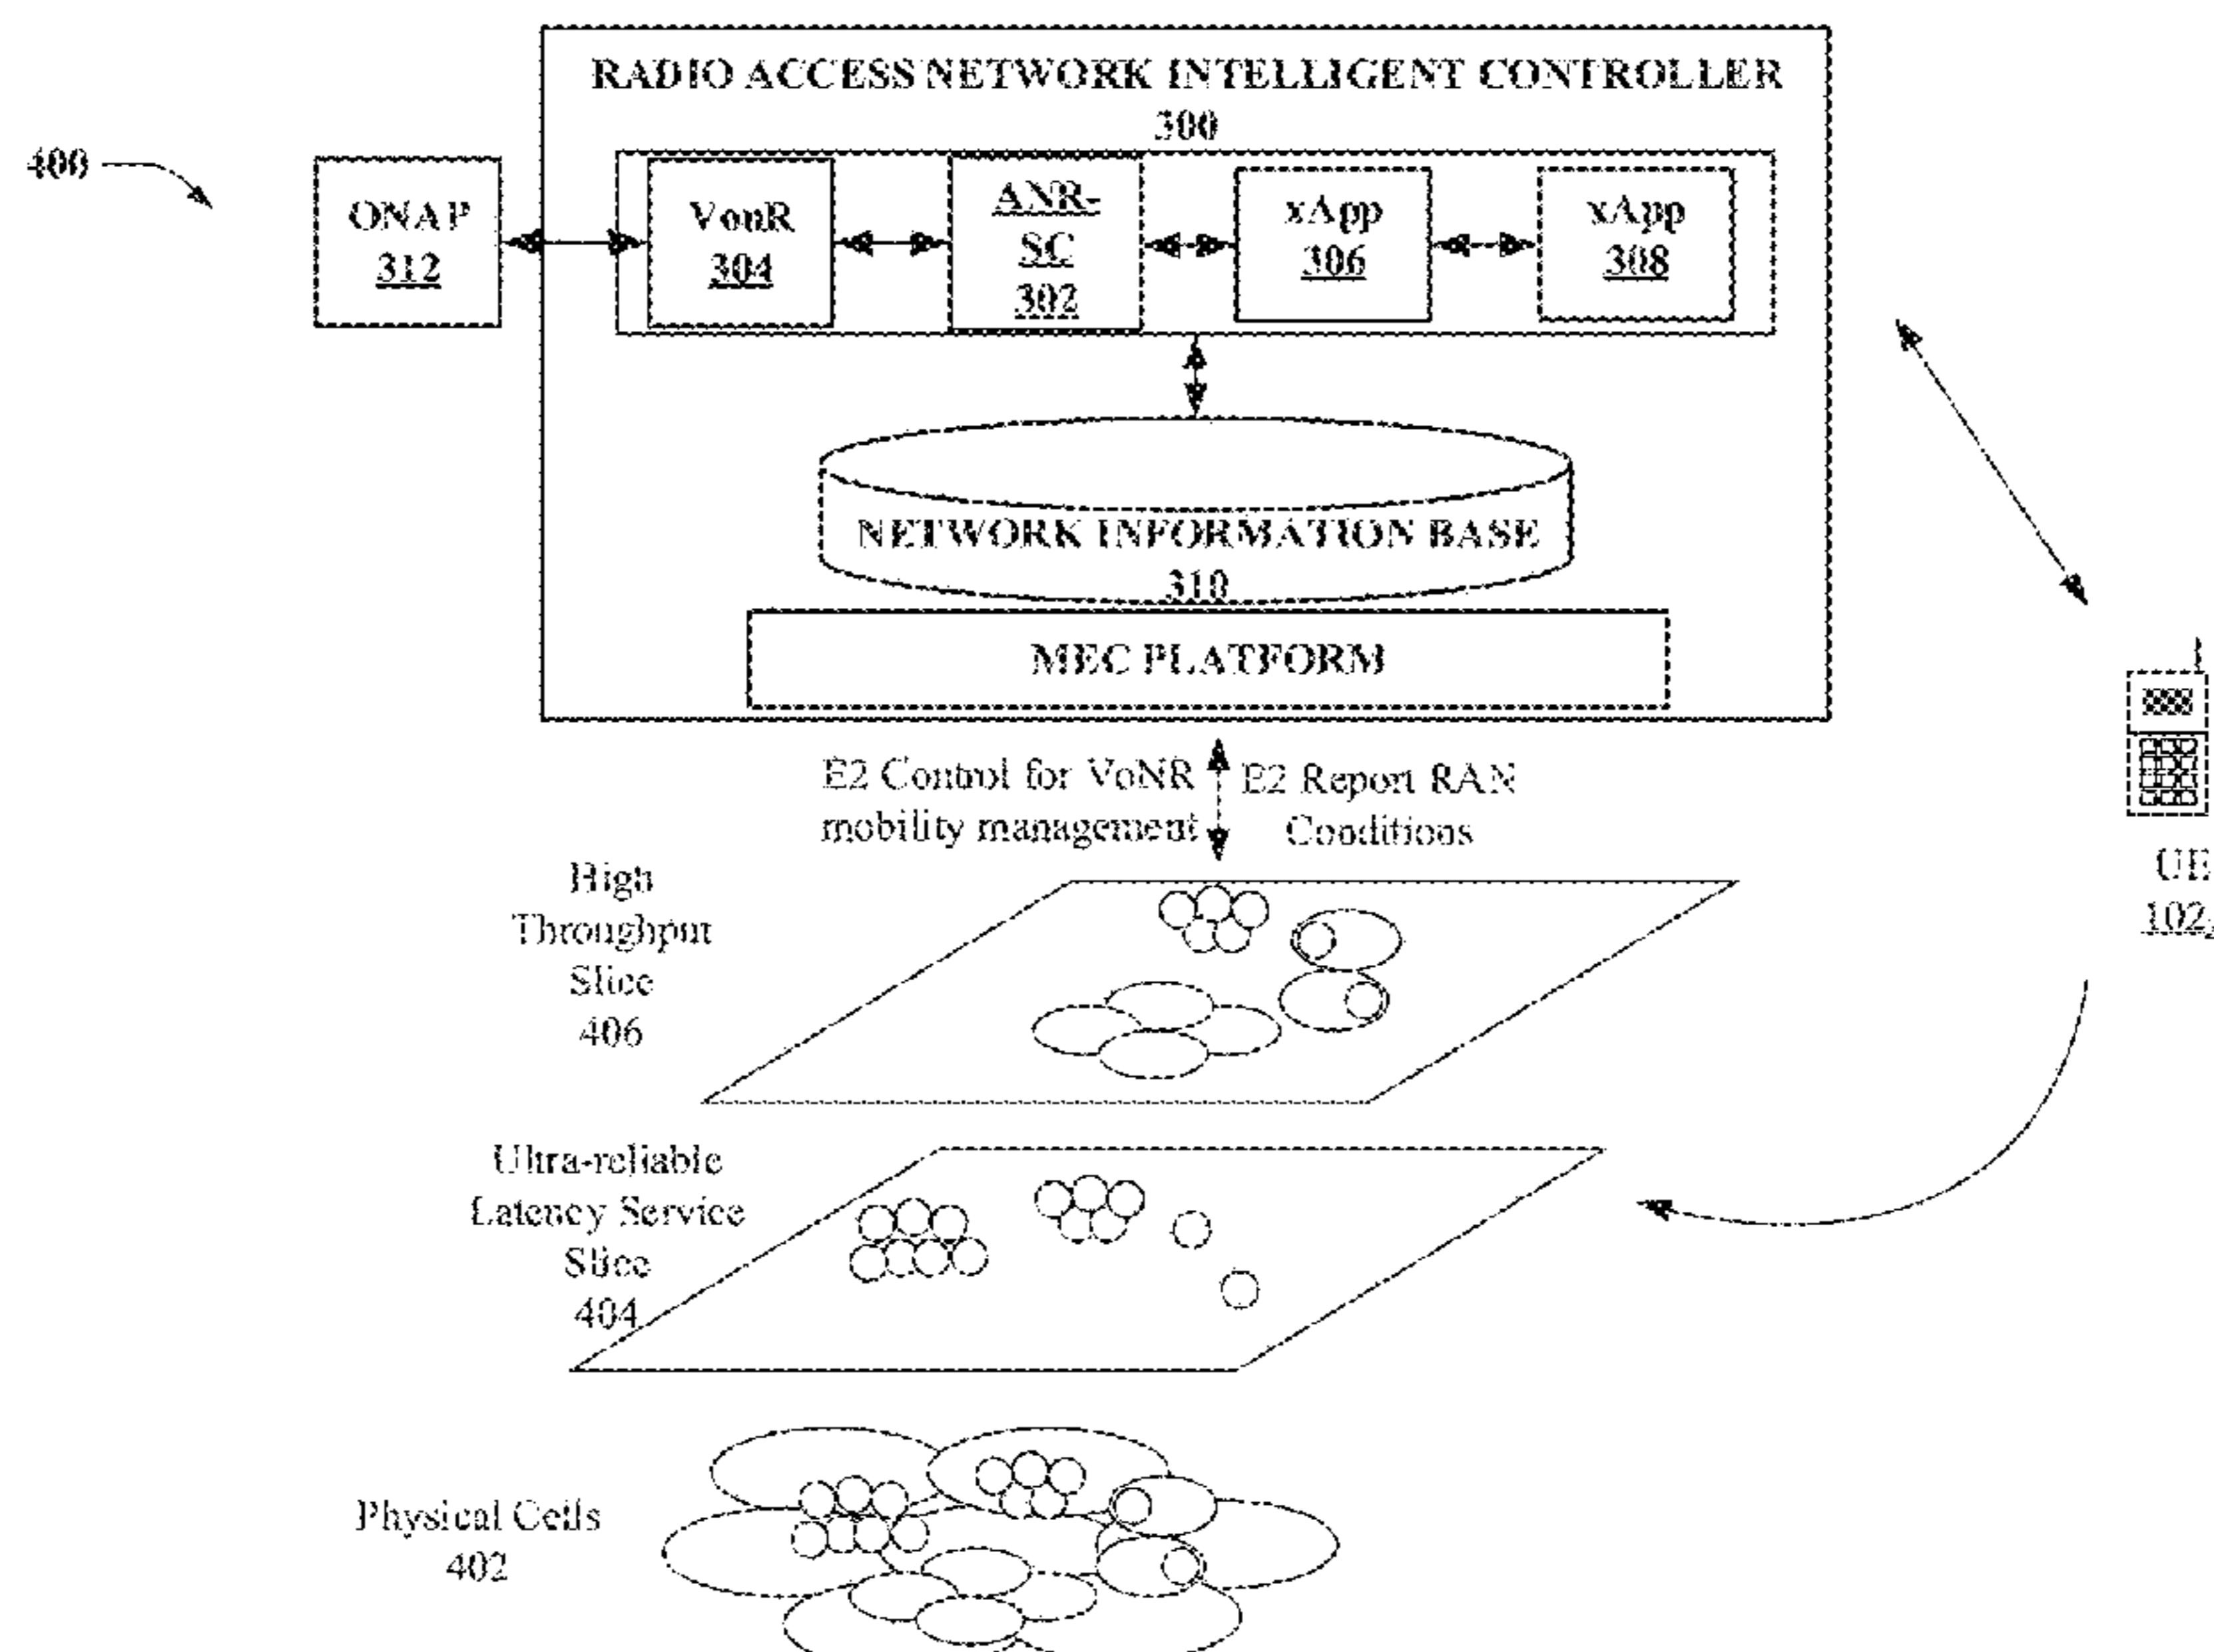 RADIO ACCESS NETWORK INTELLIGENT CONTROLLER
300
400
ONAP
312
VonR
304
ANR-
SC
302
xApp
306
xApp
308
NETWORK INFORMATION BASE
310
MEC PLATFORM
E2 Control for VoNR
mobility management
E2 Report RAN
Conditions
UE
High
Throughput
Slice
406
Ultra-reliable
Latency Service
Slice
404
Physical Cells
402